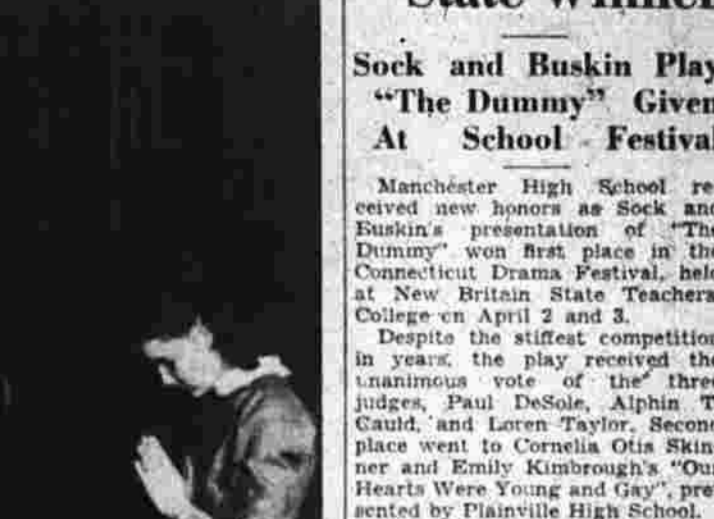 State Winner
Sock and Buskin Play
"The Dummy" Given
At School Festival
Manchester High School re
ceived new honors as Sock and
Buskin's presentation of "The
Dummy" won first place in the
Connecticut Drama Festival, held
at New Britain State Teachers
College on April 2 and 3.
Despite the stiffest competition
in years, the play received the
unanimous vote of the three
judges, Paul DeSole, Alphin T
Cauld, and Loren Taylor. Second
place went to Cornelia Otis Skin-
ner and Emily Kimbrough's "Our
Hearts Were Young and Gay", pre
sented by Plainville High School.